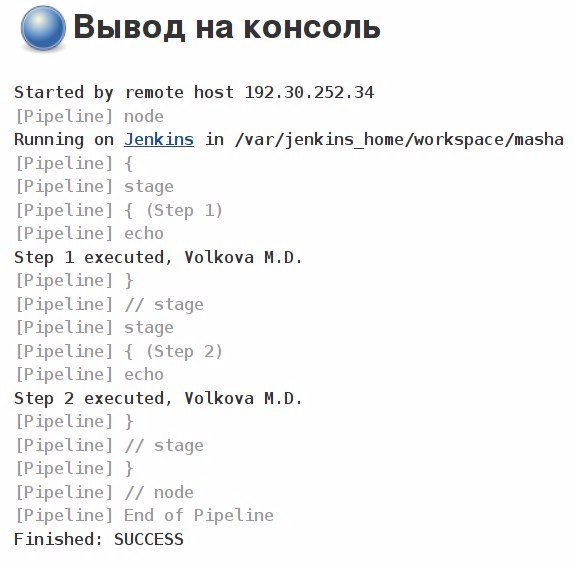 Вывод на консоль
Started by remote host 192.30.252.34
[Pipeline] node
Running on Jenkins in /var/jenkins_home/workspace/masha
[Pipeline] {
[Pipeline] stage
[Pipeline] { (Step 1)
[Pipeline] echo
Step 1 executed, Volkova M.D.
[Pipeline] }
[Pipeline] // stage
[Pipeline] stage
[Pipeline] { (Step 2)
[Pipeline] echo
Step 2 executed, Volkova M.D.
[Pipeline] }
[Pipeline] // stage
[Pipeline] }
[Pipeline] // node
[Pipeline] End of Pipeline
Finished: SUCCESS